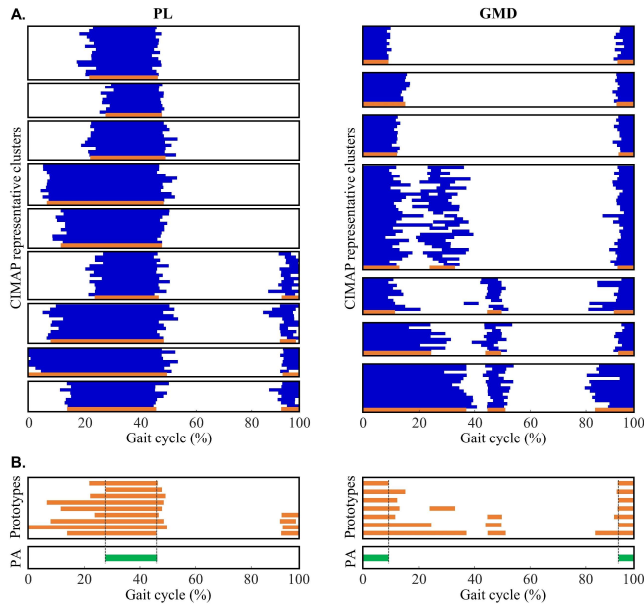 A.
PL
GMD
CIMAP representative clusters
CIMAP representative clusters
0 20 40 60 80 100
Gait cycle (%)
0 20 40 60 80 100
Gait cycle (%)
B.
Prototypes
Prototypes
PA
PA
0 20 40 60 80 100
Gait cycle (%)
0 20 40 60 80 100
Gait cycle (%)